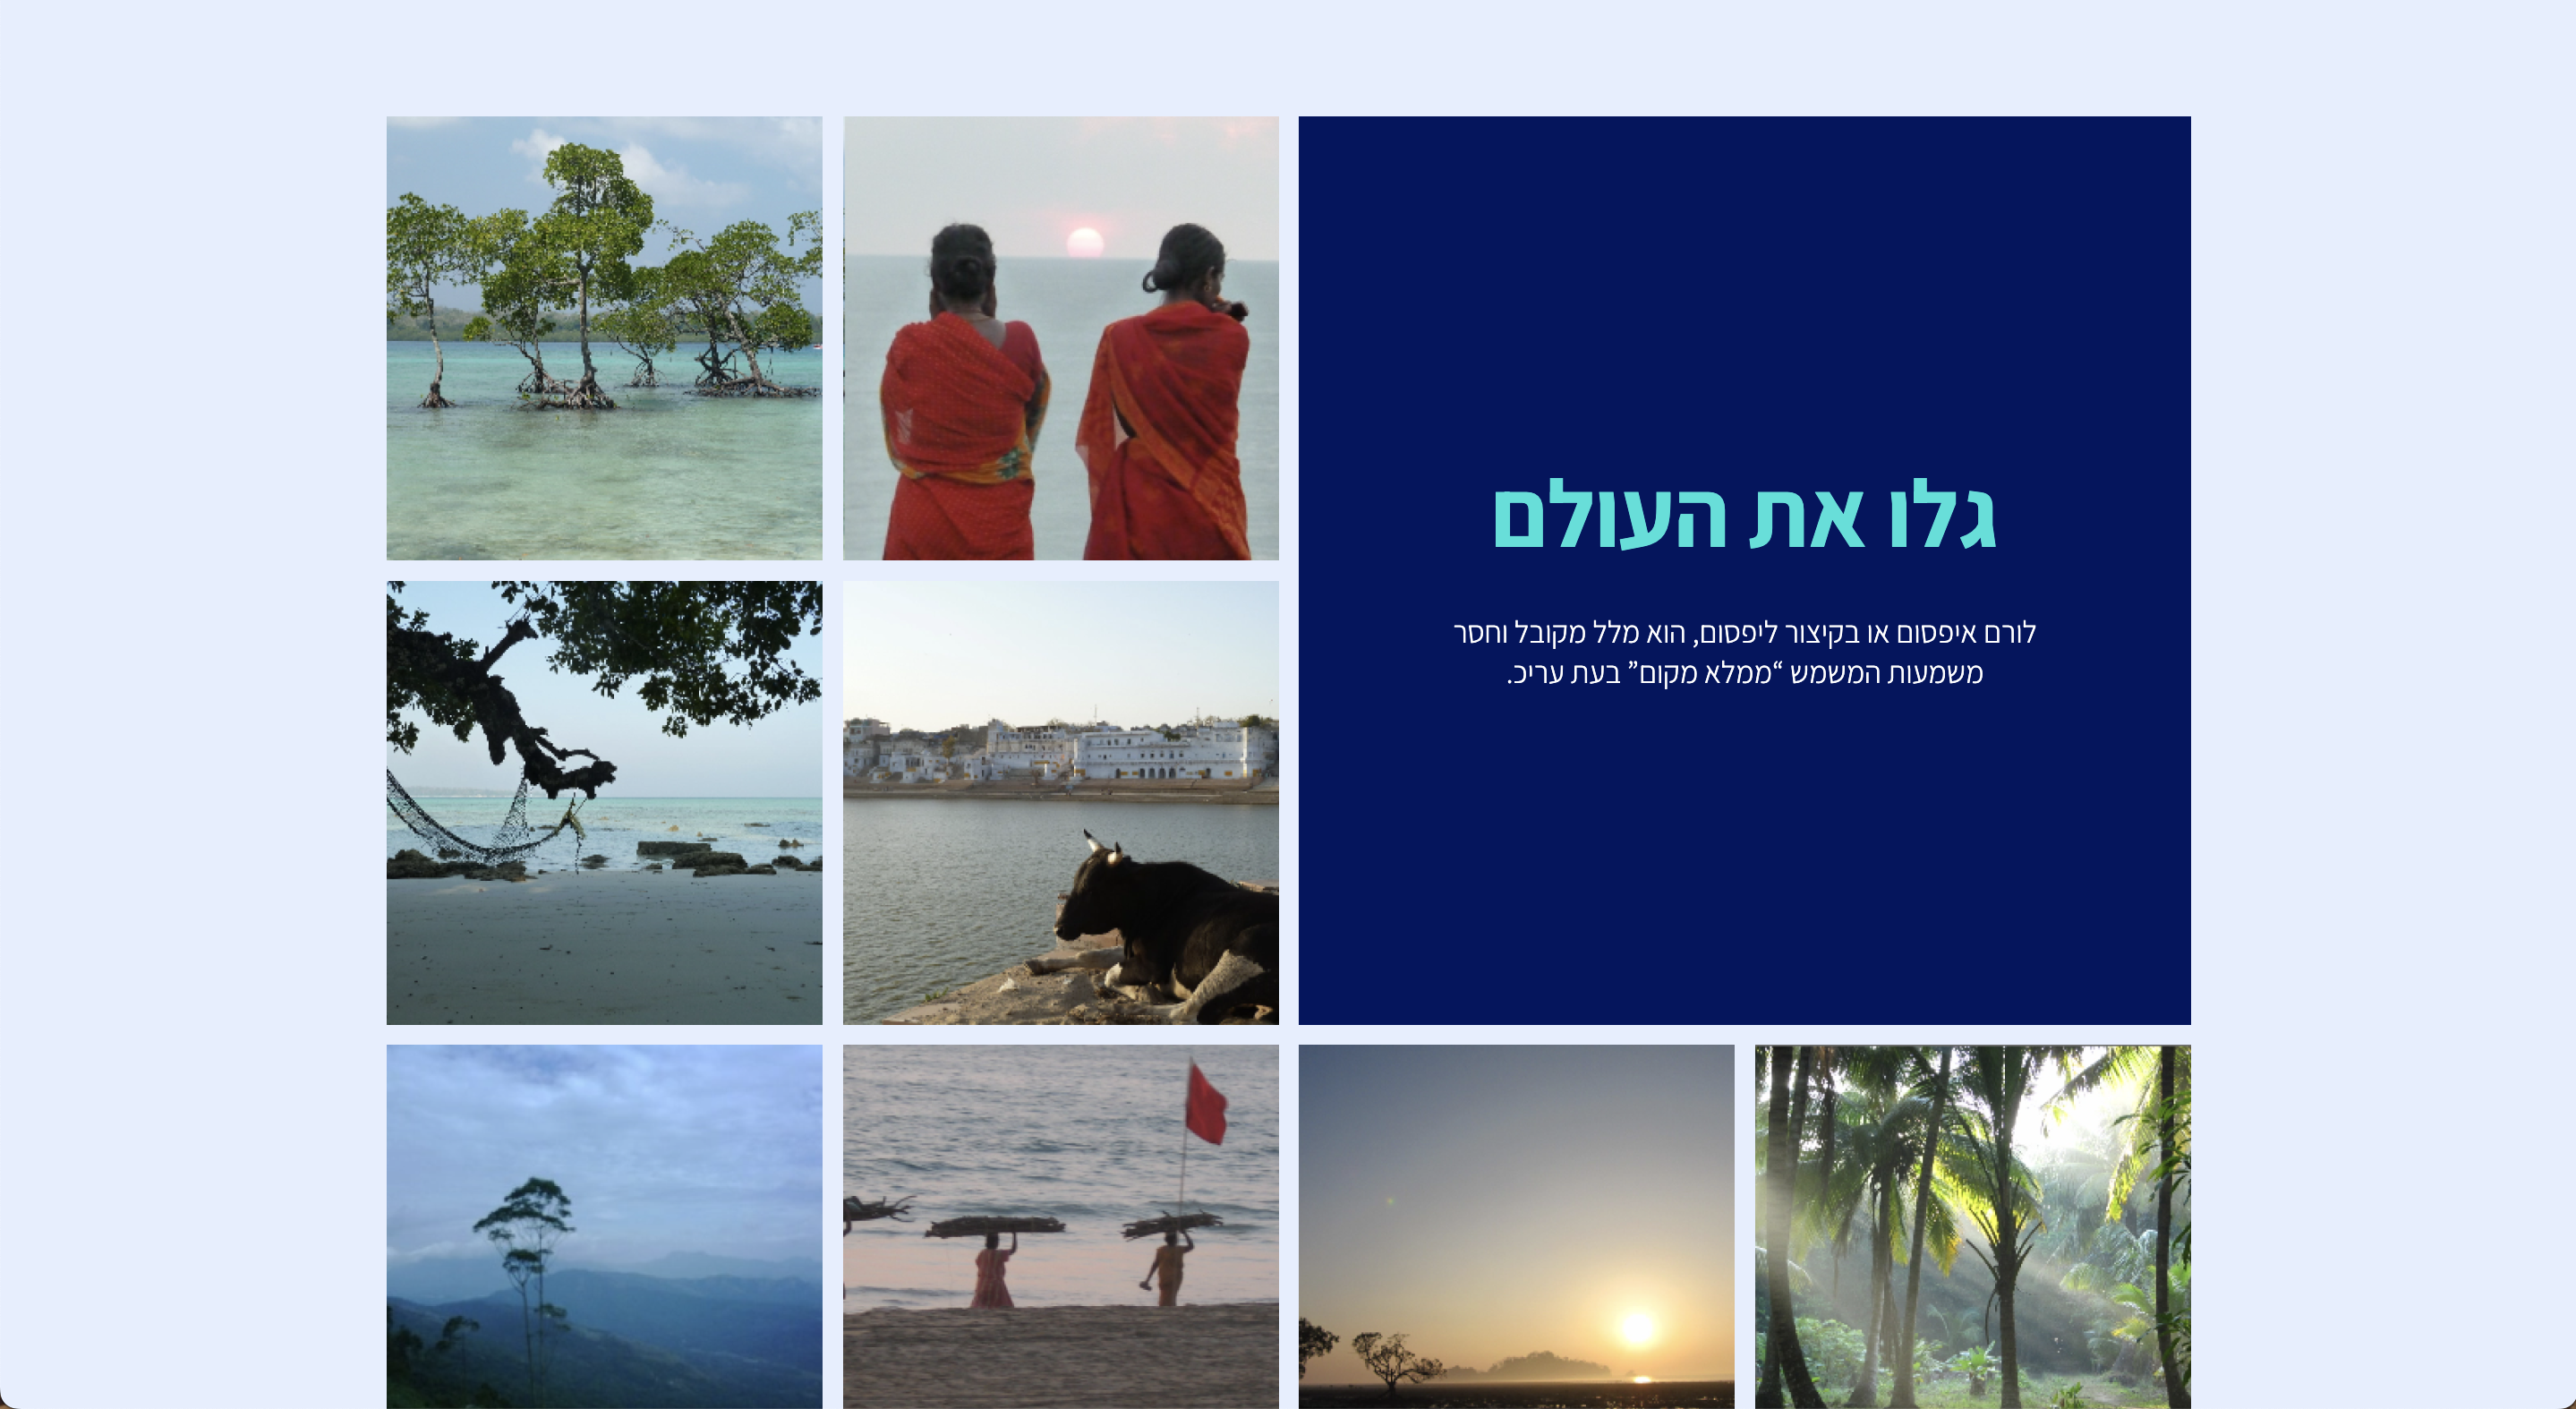 גלו את העולם
לורם איפסום או בקיצור ליפסום, הוא מלל מקובל וחסר
משמעות המשמש “ממלא מקום” בעת עריכ.